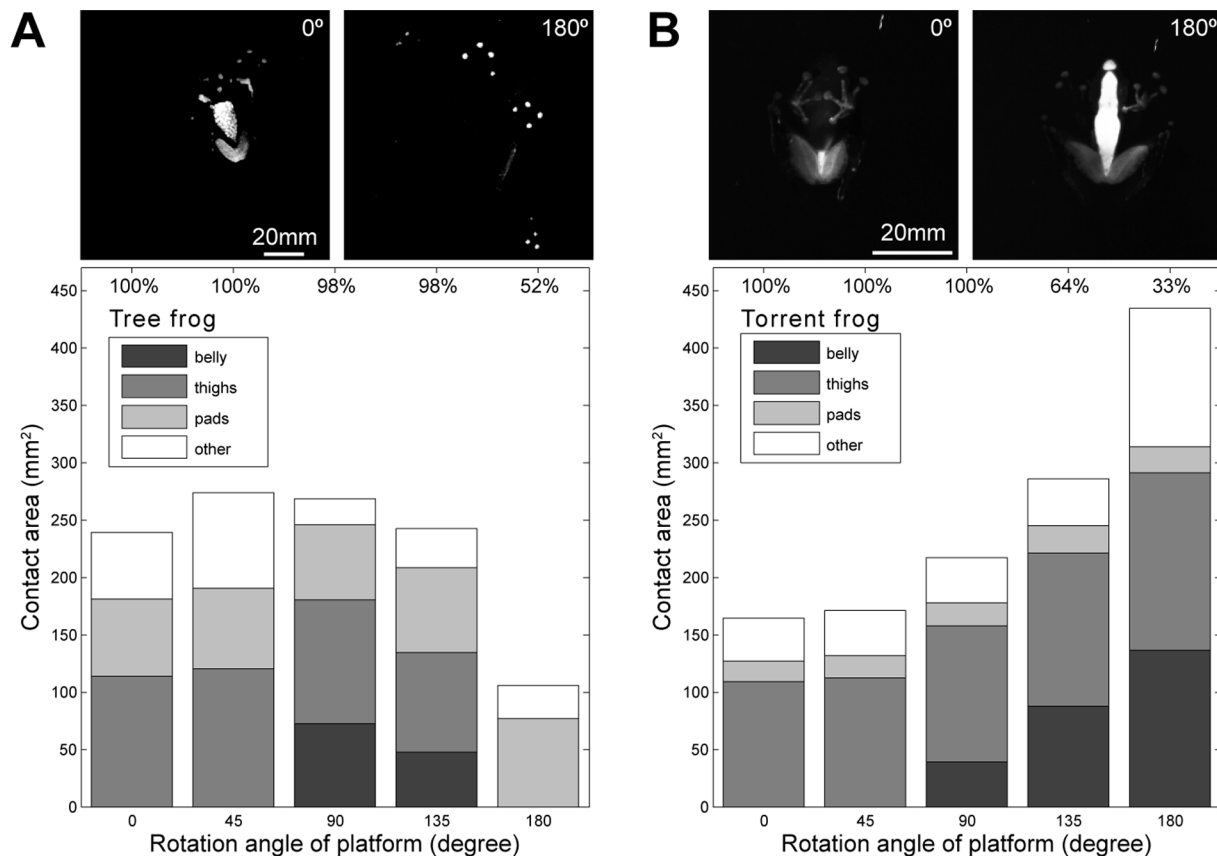 A
0º
180º
20mm
100% 100% 98% 98% 52%
Tree frog
belly
thighs
pads
other
Contact area (mm²)
450
400
350
300
250
200
150
100
50
0
0 45 90 135 180
Rotation angle of platform (degree)
B
0º
180º
20mm
100% 100% 100% 64% 33%
Torrent frog
belly
thighs
pads
other
Contact area (mm²)
450
400
350
300
250
200
150
100
50
0
0 45 90 135 180
Rotation angle of platform (degree)